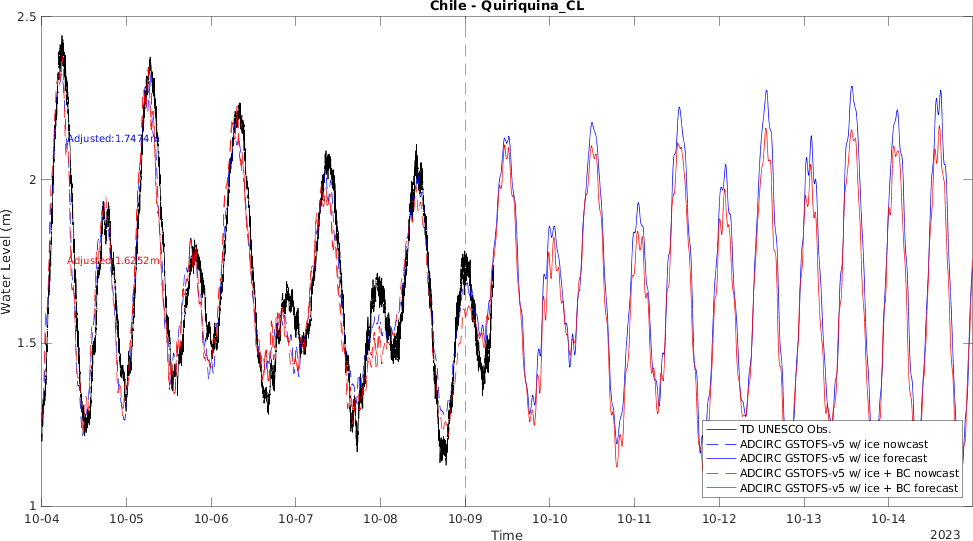 Chile - Quiriquina_CL
2.5
2
1.5
1
Water Level (m)
Adjusted:1.7474m
Adjusted:1.6252m
TD UNESCO Obs.
ADCIRC GSTOFS-v5 w/ ice nowcast
ADCIRC GSTOFS-v5 w/ ice forecast
ADCIRC GSTOFS-v5 w/ ice + BC nowcast
ADCIRC GSTOFS-v5 w/ ice + BC forecast
10-04 10-05 10-06 10-07 10-08 10-09 10-10 10-11 10-12 10-13 10-14
Time
2023